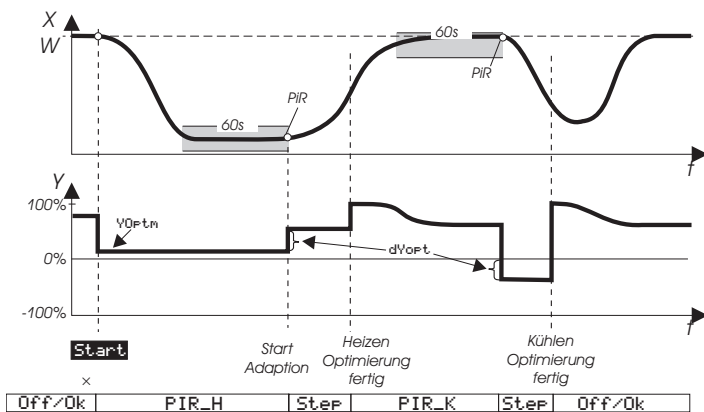 X
W
60s
PiR
60s
PiR
t
Y
100%
YOptm
dYopt
0%
-100%
t
Start
Start
Adaption
Heizen
Optimierung
fertig
Kühlen
Optimierung
fertig
×
Off/Ok PIR_H Step PIR_K Step Off/Ok